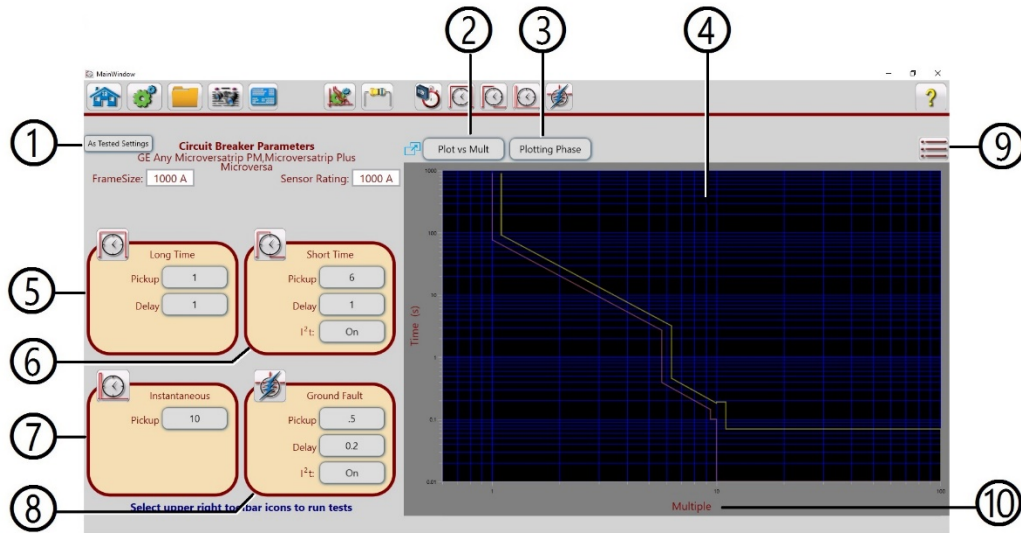 2
3
4
MainWindow
?
1
As Tested Settings
Circuit Breaker Parameters
GE Any Microversatrip PM,Microversatrip Plus
Microversa
FrameSize: 1000 A
Sensor Rating: 1000 A
Plot vs Mult
Plotting Phase
9
5
Long Time
Pickup 1
Delay 1
6
Short Time
Pickup 6
Delay 1
I²t: On
7
Instantaneous
Pickup 10
8
Ground Fault
Pickup .5
Delay 0.2
I²t: On
Select upper right toolbar icons to run tests
1000
100
10
1
0.1
0.01
Time (s)
1
10
100
Multiple
10